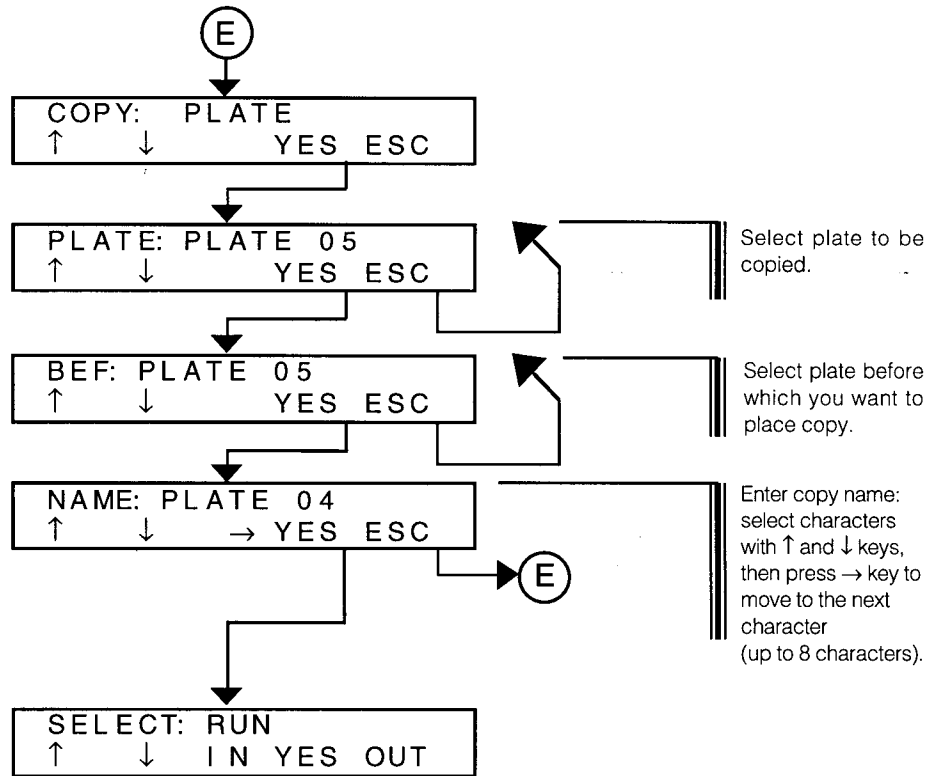 E
COPY: PLATE
↑ ↓ YES ESC
PLATE: PLATE 05
↑ ↓ YES ESC
Select plate to be
copied.
BEF: PLATE 05
↑ ↓ YES ESC
Select plate before
which you want to
place copy.
NAME: PLATE 04
↑ ↓ → YES ESC
Enter copy name:
select characters
with ↑ and ↓ keys,
then press → key to
move to the next
character
(up to 8 characters).
E
SELECT: RUN
↑ ↓ IN YES OUT